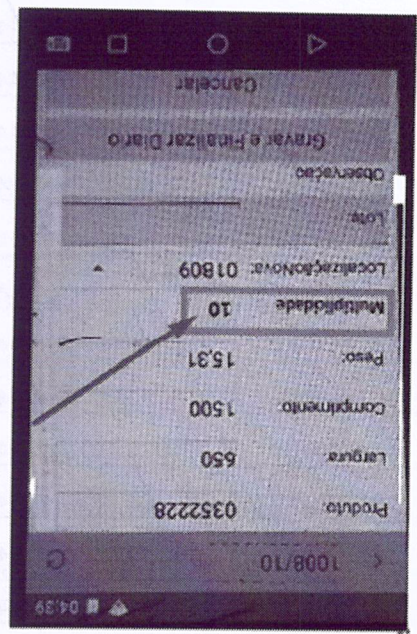 04:39
< 1008/10
Produto: 0352228
Largura: 650
Comprimento: 1500
Peso: 15,31
Multiplicidade 10
LocalizaçãoNova: 01809
Lote:
Observacao
Gravar e Finalizar Diario
Cancelar